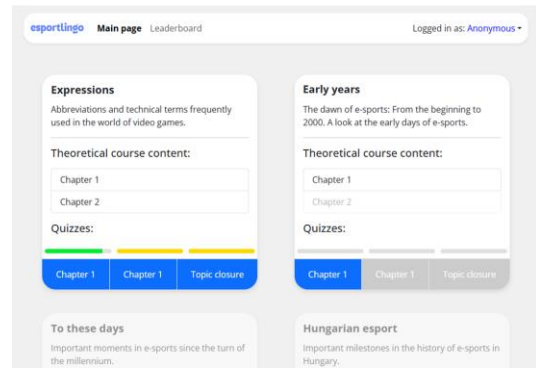 esportlingo Main page Leaderboard Logged in as: Anonymous
Expressions
Abbreviations and technical terms frequently
used in the world of video games.
Theoretical course content:
Chapter 1
Chapter 2
Quizzes:
Chapter 1 Chapter 1 Topic closure
Early years
The dawn of e-sports: From the beginning to
2000. A look at the early days of e-sports.
Theoretical course content:
Chapter 1
Chapter 2
Quizzes:
Chapter 1 Chapter 1 Topic closure
To these days
Important moments in e-sports since the turn of
the millennium.
Hungarian esport
Important milestones in the history of e-sports in
Hungary.